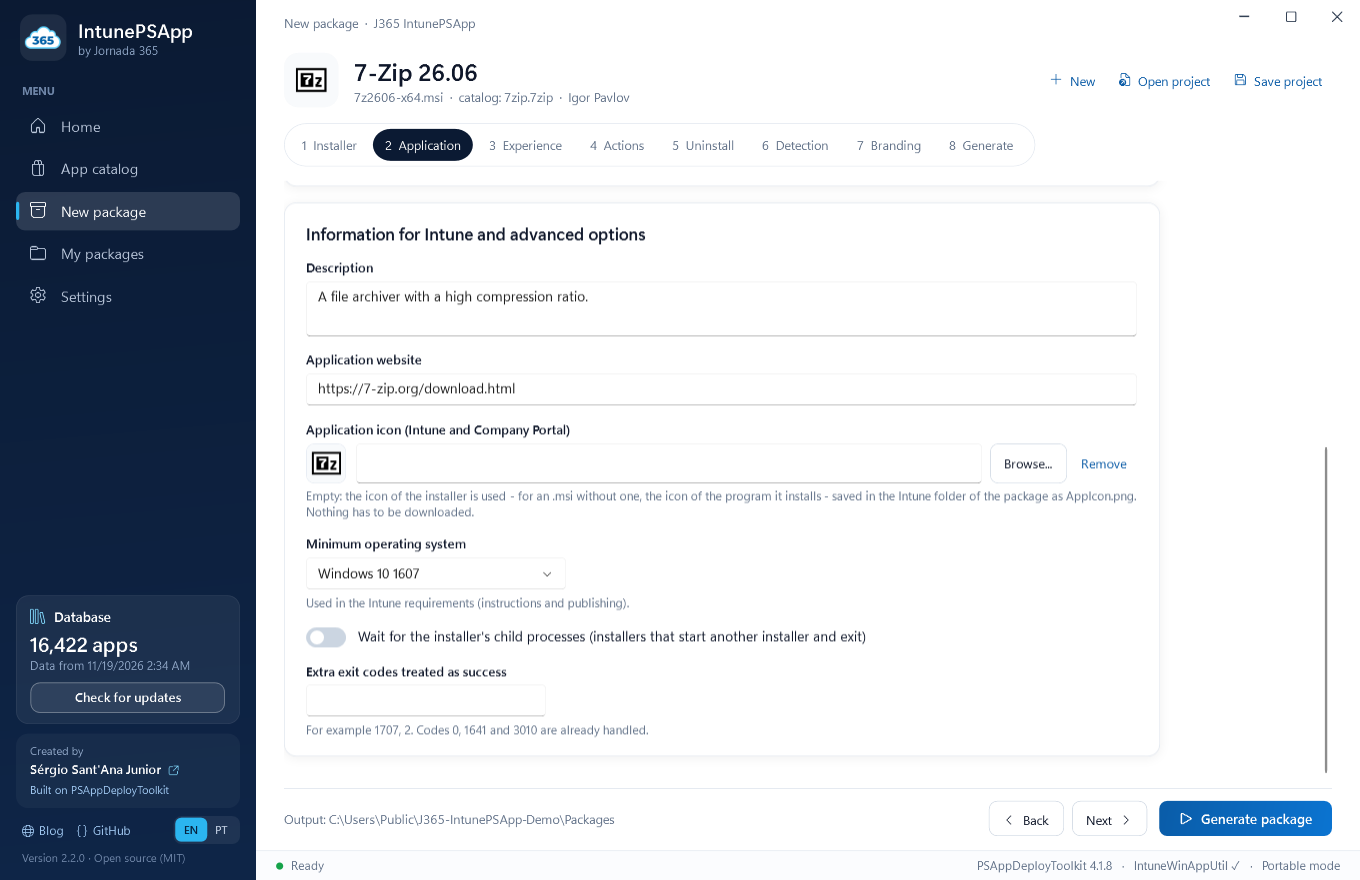 365
IntunePSApp
by Jornada 365
MENU
Home
App catalog
New package
My packages
Settings
Database
16,422 apps
Data from 11/19/2026 2:34 AM
Check for updates
Created by
Sérgio Sant'Ana Junior
Built on PSAppDeployToolkit
Blog
{} GitHub
EN
PT
Version 2.2.0 · Open source (MIT)
New package · J365 IntunePSApp
7z
7-Zip 26.06
7z2606-x64.msi · catalog: 7zip.7zip · Igor Pavlov
New
Open project
Save project
1 Installer
2 Application
3 Experience
4 Actions
5 Uninstall
6 Detection
7 Branding
8 Generate
Information for Intune and advanced options
Description
A file archiver with a high compression ratio.
Application website
https://7-zip.org/download.html
Application icon (Intune and Company Portal)
7z
Browse...
Remove
Empty: the icon of the installer is used - for an .msi without one, the icon of the program it installs - saved in the Intune folder of the package as AppIcon.png.
Nothing has to be downloaded.
Minimum operating system
Windows 10 1607
Used in the Intune requirements (instructions and publishing).
Wait for the installer's child processes (installers that start another installer and exit)
Extra exit codes treated as success
For example 1707, 2. Codes 0, 1641 and 3010 are already handled.
Output: C:\Users\Public\J365-IntunePSApp-Demo\Packages
Back
Next
Generate package
Ready
PSAppDeployToolkit 4.1.8 · IntuneWinAppUtil ✓ · Portable mode